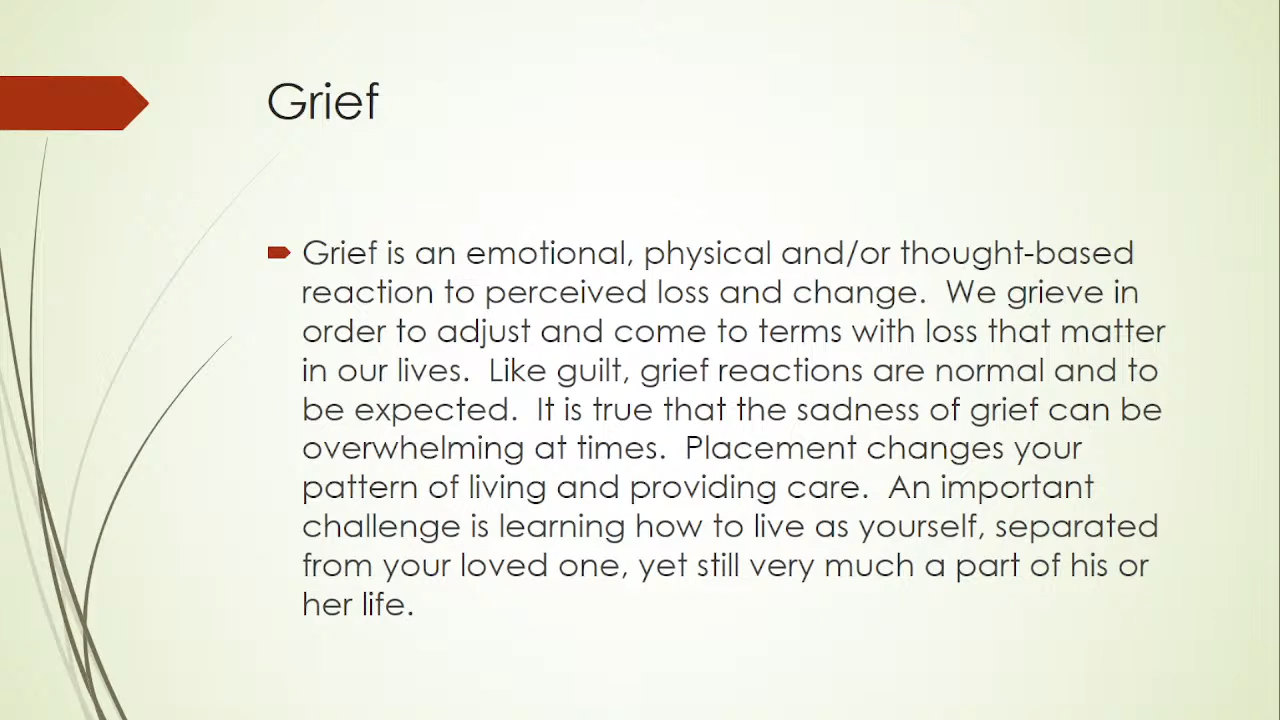 Grief
Grief is an emotional, physical and/or thought-based
reaction to perceived loss and change.  We grieve in
order to adjust and come to terms with loss that matter
in our lives.  Like guilt, grief reactions are normal and to
be expected.  It is true that the sadness of grief can be
overwhelming at times.  Placement changes your
pattern of living and providing care.  An important
challenge is learning how to live as yourself, separated
from your loved one, yet still very much a part of his or
her life.